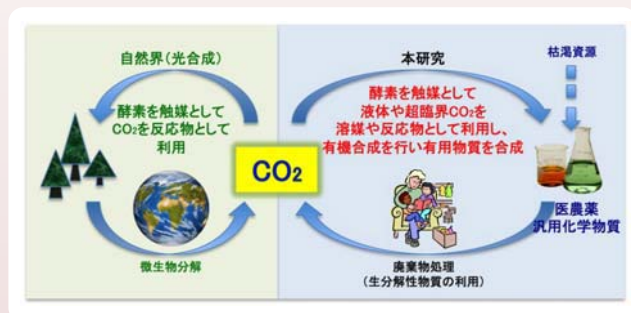 自然界（光合成）
酵素を触媒として
CO₂を反応物として
利用
微生物分解
CO₂
本研究
酵素を触媒として
液体や超臨界CO₂を
溶媒や反応物として利用し、
有機合成を行い有用物質を合成
廃棄物処理
（生分解性物質の利用）
枯渇資源
医農薬
汎用化学物質